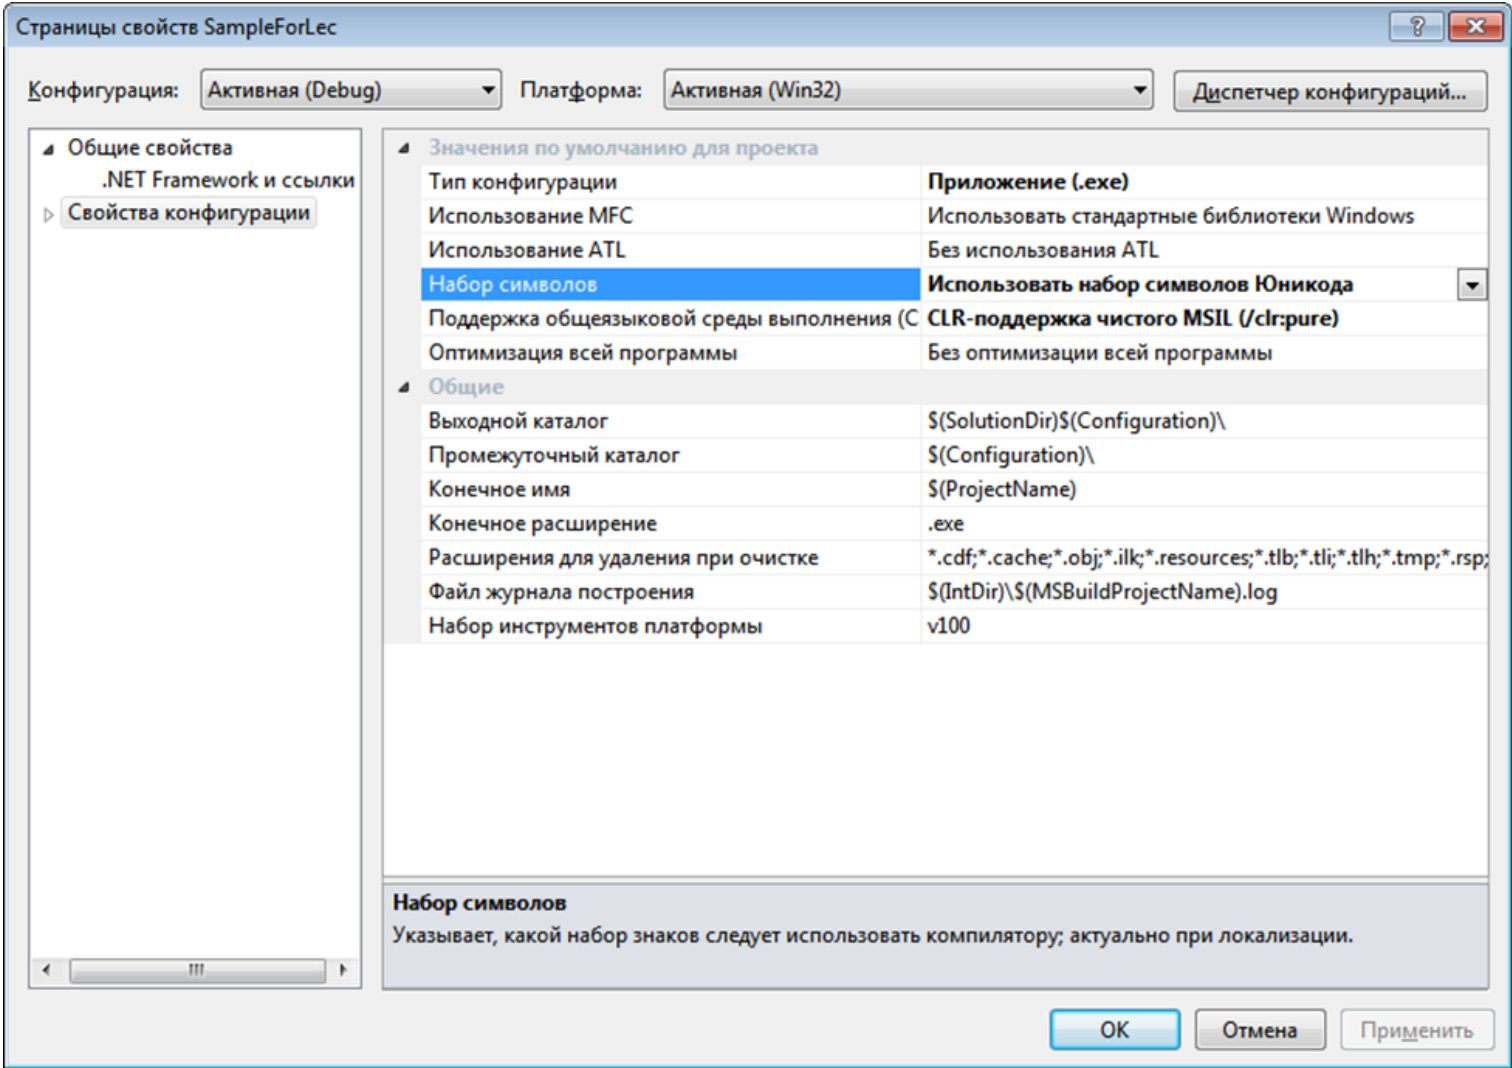 Страницы свойств SampleForLec
Конфигурация: Активная (Debug) Платформа: Активная (Win32) Диспетчер конфигураций...
Общие свойства
.NET Framework и ссылки
Свойства конфигурации
Значения по умолчанию для проекта
Тип конфигурации Приложение (.exe)
Использование MFC Использовать стандартные библиотеки Windows
Использование ATL Без использования ATL
Набор символов Использовать набор символов Юникода
Поддержка общеязыковой среды выполнения (C CLR-поддержка чистого MSIL (/clr:pure)
Оптимизация всей программы Без оптимизации всей программы
Общие
Выходной каталог $(SolutionDir)$(Configuration)\
Промежуточный каталог $(Configuration)\
Конечное имя $(ProjectName)
Конечное расширение .exe
Расширения для удаления при очистке *.cdf;*.cache;*.obj;*.ilk;*.resources;*.tlb;*.tli;*.tlh;*.tmp;*.rsp;
Файл журнала построения $(IntDir)\$(MSBuildProjectName).log
Набор инструментов платформы v100
Набор символов
Указывает, какой набор знаков следует использовать компилятору; актуально при локализации.
ОК Отмена Применить